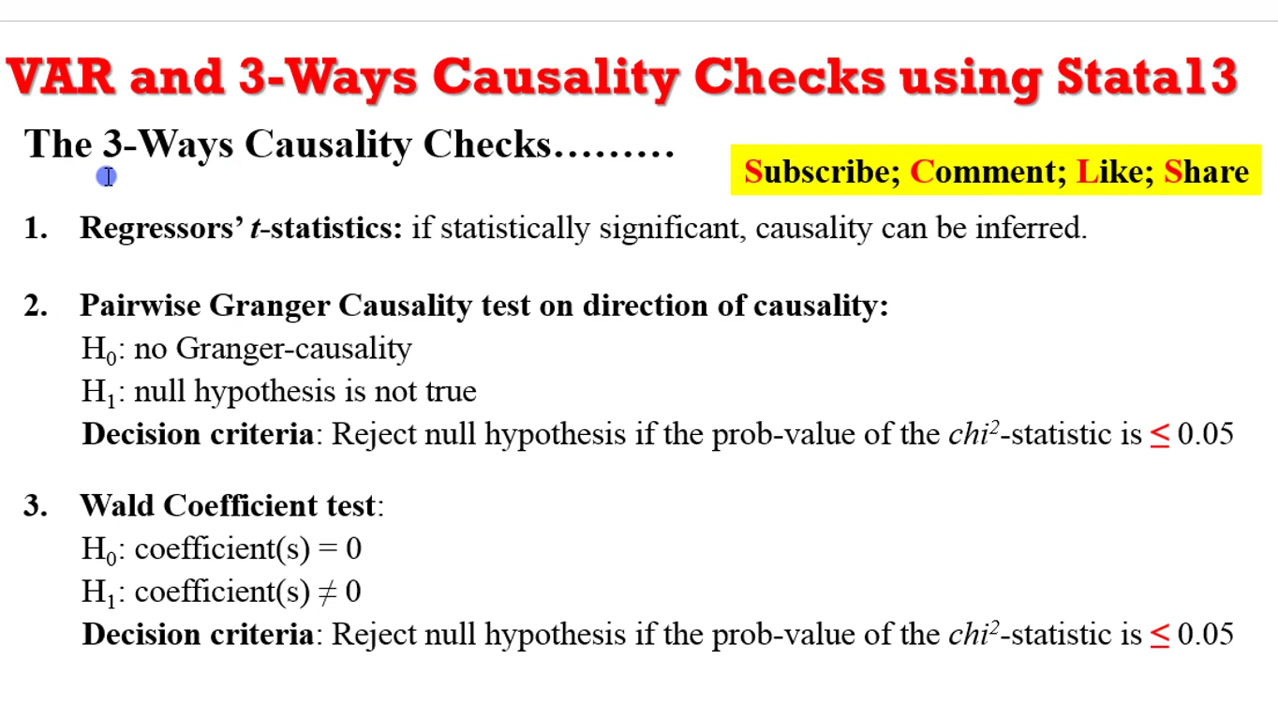 VAR and 3-Ways Causality Checks using Stata13
The 3-Ways Causality Checks.........
Subscribe; Comment; Like; Share
1. Regressors’ t-statistics: if statistically significant, causality can be inferred.
2. Pairwise Granger Causality test on direction of causality:
H₀: no Granger-causality
H₁: null hypothesis is not true
Decision criteria: Reject null hypothesis if the prob-value of the chi²-statistic is ≤ 0.05
3. Wald Coefficient test:
H₀: coefficient(s) = 0
H₁: coefficient(s) ≠ 0
Decision criteria: Reject null hypothesis if the prob-value of the chi²-statistic is ≤ 0.05